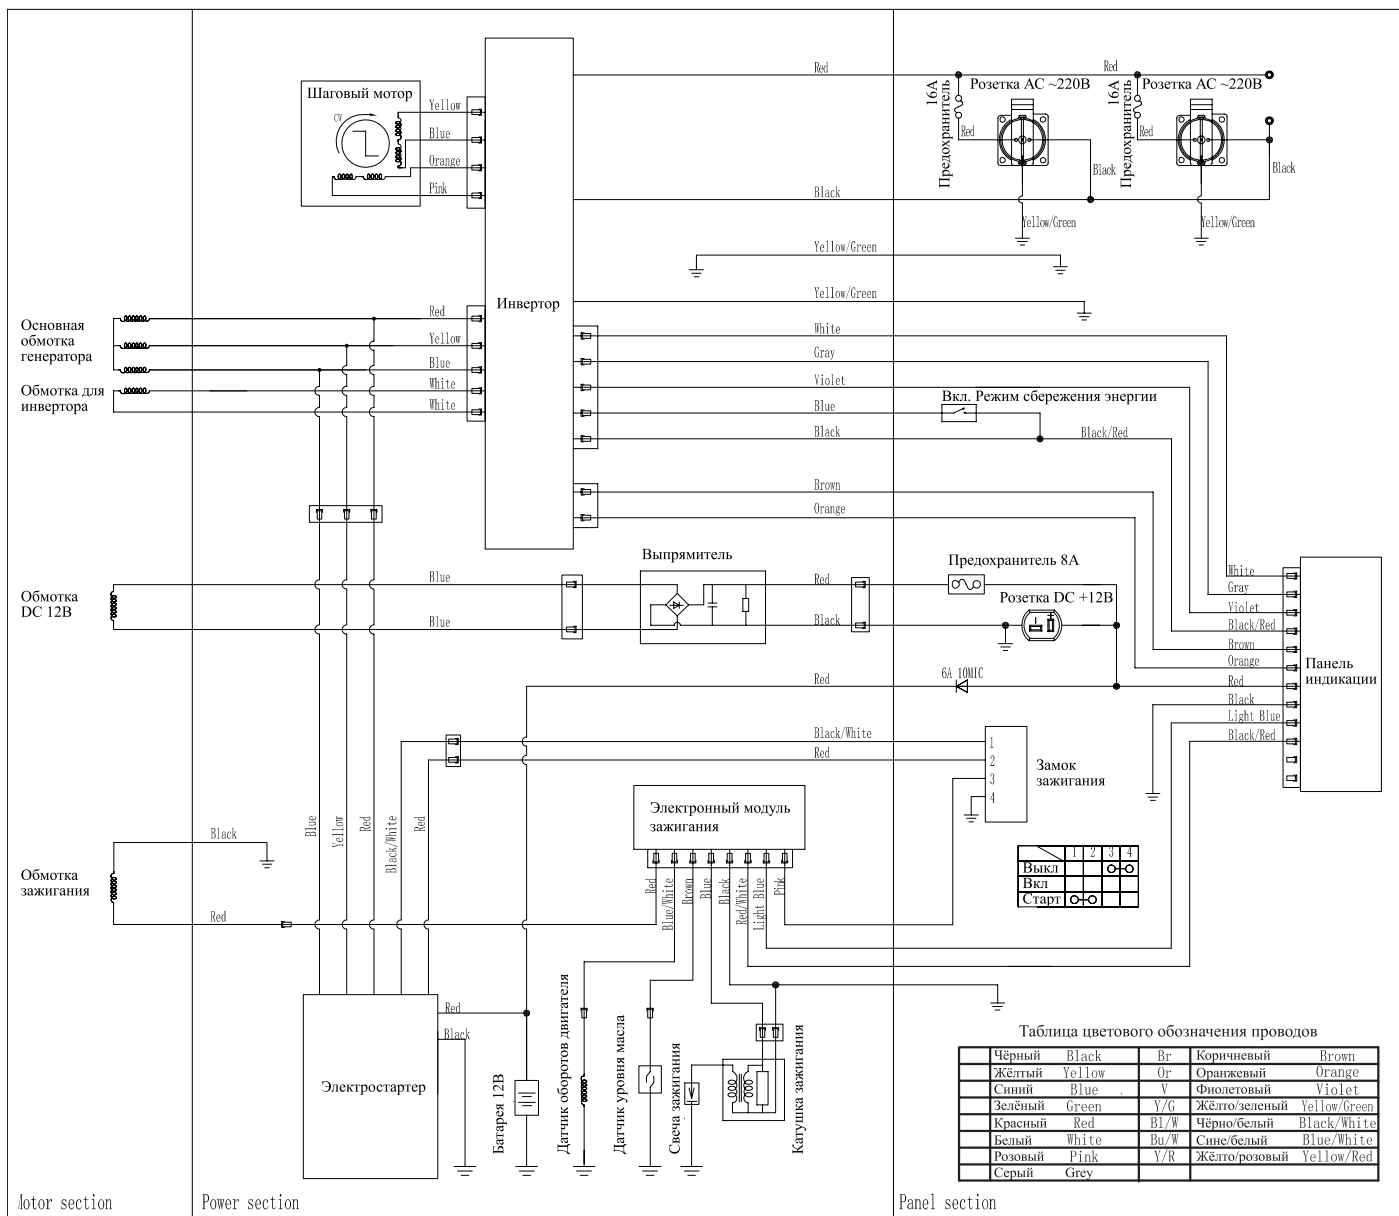 Шаговый мотор
CV
Yellow
Blue
Orange
Pink
Инвертор
Red
Red
16A
Предохранитель
Розетка AC ~220В
Red
Black
16A
Предохранитель
Розетка AC ~220В
Red
Black
Black
Yellow/Green
Yellow/Green
Yellow/Green
Yellow/Green
Основная
обмотка
генератора
Обмотка для
инвертора
Red
Yellow
Blue
White
White
White
Gray
Violet
Blue
Black
Вкл. Режим сбережения энергии
Black/Red
Brown
Orange
Обмотка
DC 12В
Blue
Blue
Выпрямитель
Red
Black
Предохранитель 8А
Розетка DC +12В
6A 10MIC
Red
White
Gray
Violet
Black/Red
Brown
Orange
Red
Black
Light Blue
Black/Red
Панель
индикации
Black/White
Red
1
2
3
4
Замок
зажигания
Электронный модуль
зажигания
Red
Blue/White
Brown
Blue
Black
Red/White
Light Blue
Pink
1 2 3 4
Выкл
Вкл
Старт
Обмотка
зажигания
Black
Red
Blue
Yellow
Red
Black/White
Red
Электростартер
Red
Black
Батарея 12В
Датчик оборотов двигателя
Датчик уровня масла
Свеча зажигания
Катушка зажигания
Таблица цветового обозначения проводов
Чёрный Black Br Коричневый Brown
Жёлтый Yellow Or Оранжевый Orange
Синий Blue . V Фиолетовый Violet
Зелёный Green Y/G Жёлто/зеленый Yellow/Green
Красный Red Bl/W Чёрно/белый Black/White
Белый White Bu/W Сине/белый Blue/White
Розовый Pink Y/R Жёлто/розовый Yellow/Red
Серый Grey
Motor section
Power section
Panel section